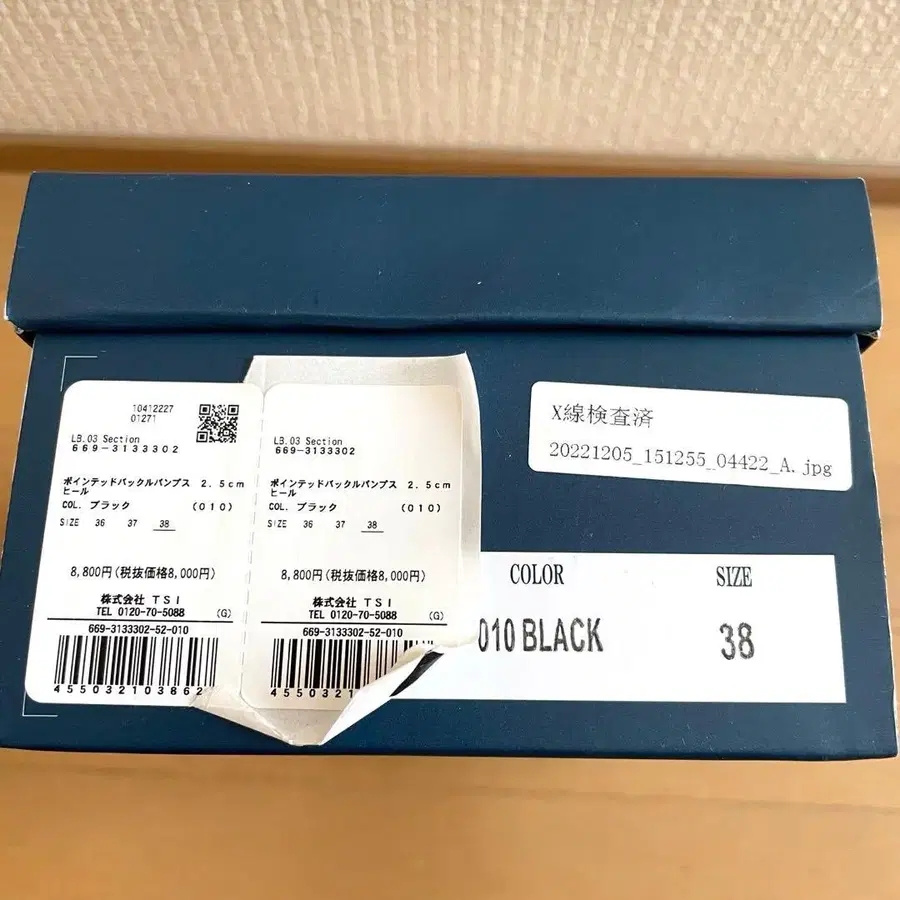 10412227
01271
LB.03 Section
669-3133302
ポインテッドバックルパンプス 2.5cm
ヒール
COL. ブラック (010)
SIZE 36 37 38
8,800円(税抜価格8,000円)
株式会社 TSI
TEL 0120-70-5088 (G)
669-3133302-52-010
455032103862
LB.03 Section
669-3133302
ポインテッドバックルパンプス 2.5cm
ヒール
COL. ブラック (010)
SIZE 36 37 38
8,800円(税抜価格8,000円)
株式会社 TSI
TEL 0120-70-5088 (G)
669-3133302-52-010
4550321
X線検査済
20221205_151255_04422_A.jpg
COLOR SIZE
010 BLACK 38